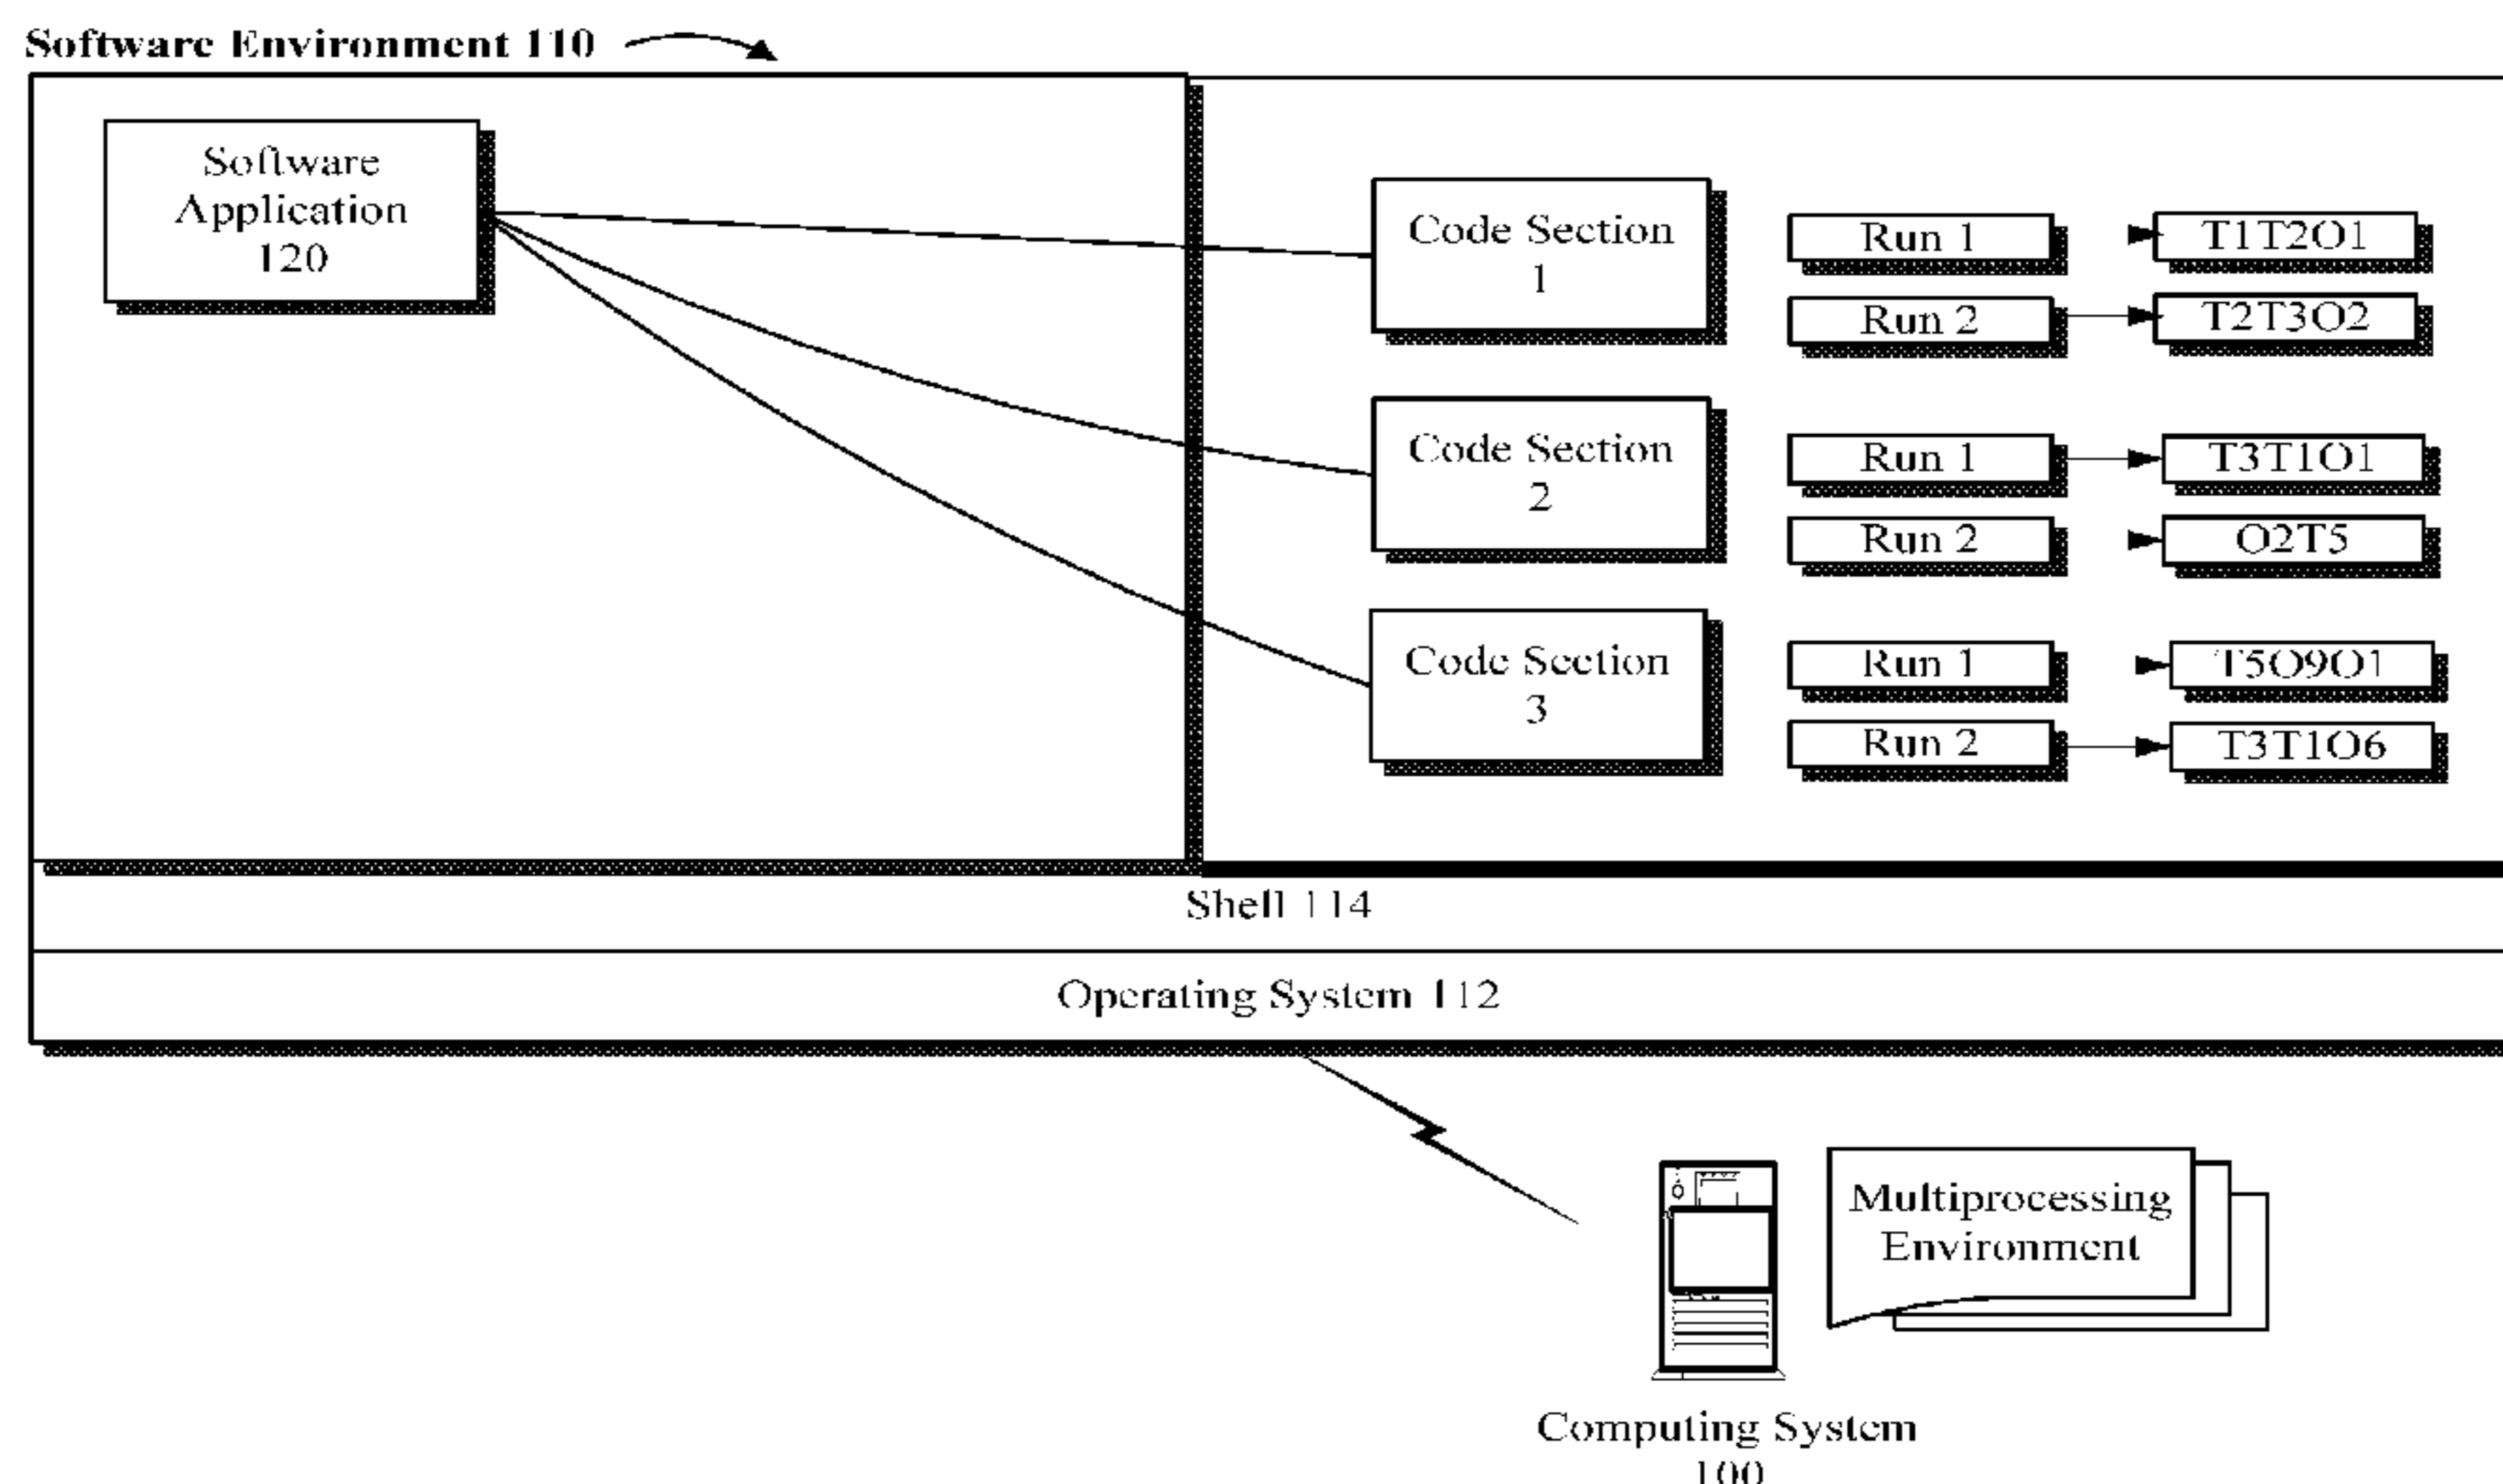 Software Environment 110
Software
Application
120
Code Section
1
Run 1
T1T2O1
Run 2
T2T3O2
Code Section
2
Run 1
T3T1O1
Run 2
O2T5
Code Section
3
Run 1
T5O9O1
Run 2
T3T1O6
Shell 114
Operating System 112
Multiprocessing
Environment
Computing System
100